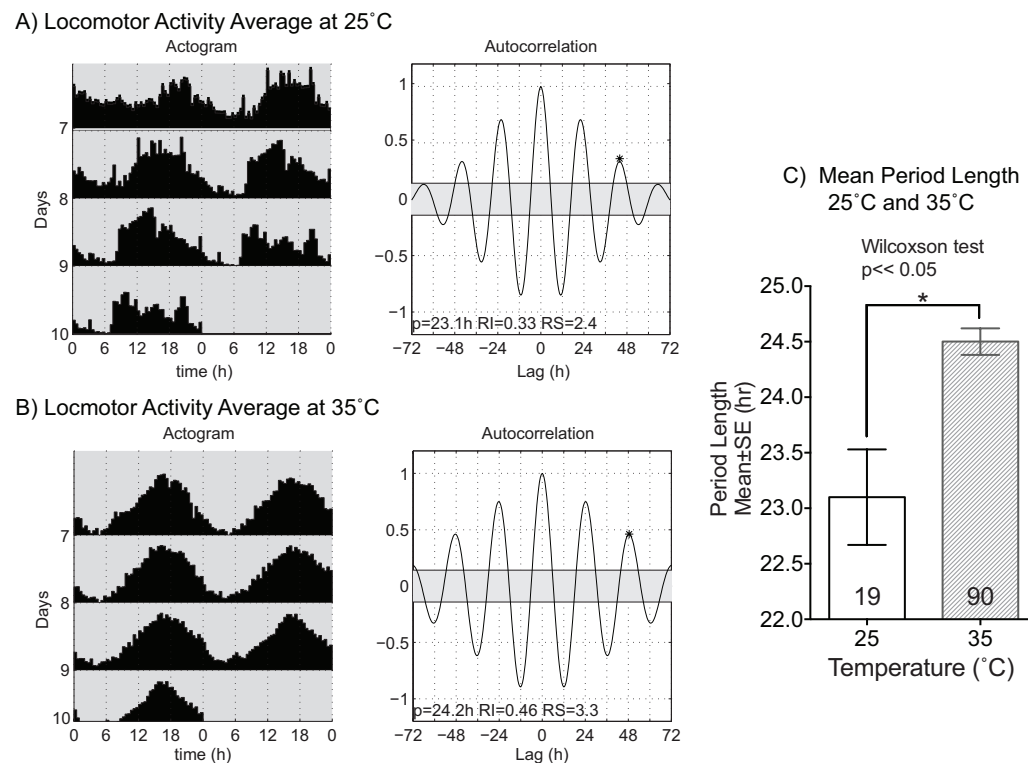 A) Locomotor Activity Average at 25˚C
Actogram
Autocorrelation
7
8
9
10
Days
0 6 12 18 0 6 12 18 0
time (h)
1
0.5
0
−0.5
−1
p=23.1h RI=0.33 RS=2.4
−72 −48 −24 0 24 48 72
Lag (h)
B) Locmotor Activity Average at 35˚C
Actogram
Autocorrelation
7
8
9
10
Days
0 6 12 18 0 6 12 18 0
time (h)
1
0.5
0
−0.5
−1
p=24.2h RI=0.46 RS=3.3
−72 −48 −24 0 24 48 72
Lag (h)
C) Mean Period Length
25˚C and 35˚C
Wilcoxson test
p<< 0.05
*
25.0
24.5
24.0
23.5
23.0
22.5
22.0
Period Length
Mean±SE (hr)
19 90
25 35
Temperature (˚C)